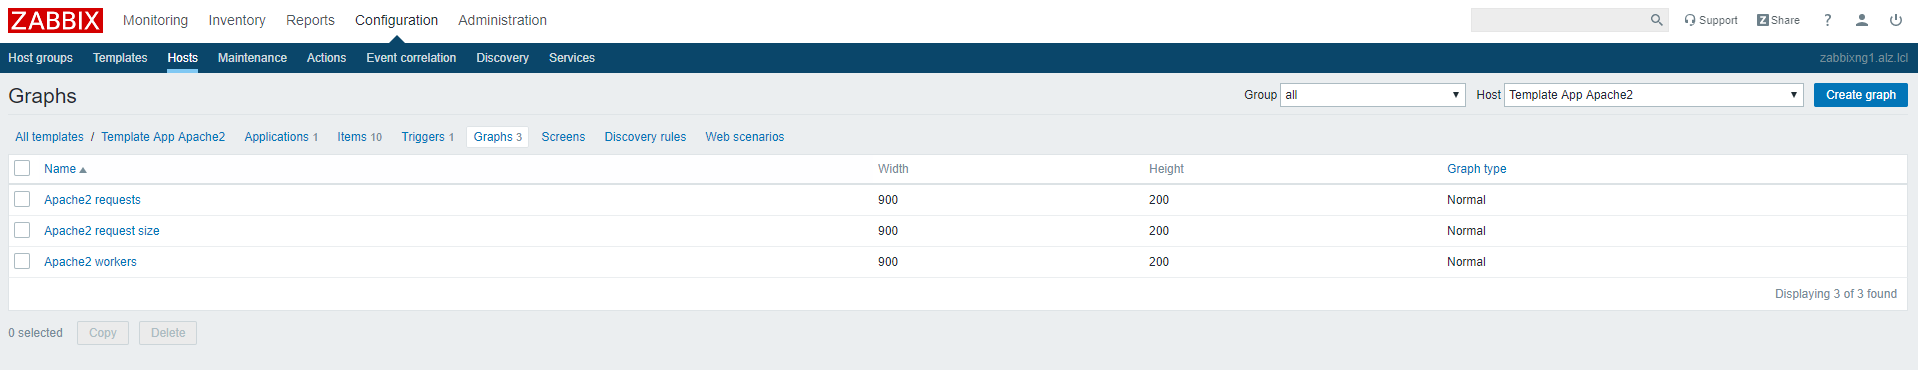 ZABBIX Monitoring Inventory Reports Configuration Administration Support Z Share ?
Host groups Templates Hosts Maintenance Actions Event correlation Discovery Services zabbixng1.alz.lcl
Graphs Group all Host Template App Apache2 Create graph
All templates / Template App Apache2 Applications 1 Items 10 Triggers 1 Graphs 3 Screens Discovery rules Web scenarios
Name Width Height Graph type
Apache2 requests 900 200 Normal
Apache2 request size 900 200 Normal
Apache2 workers 900 200 Normal
Displaying 3 of 3 found
0 selected Copy Delete